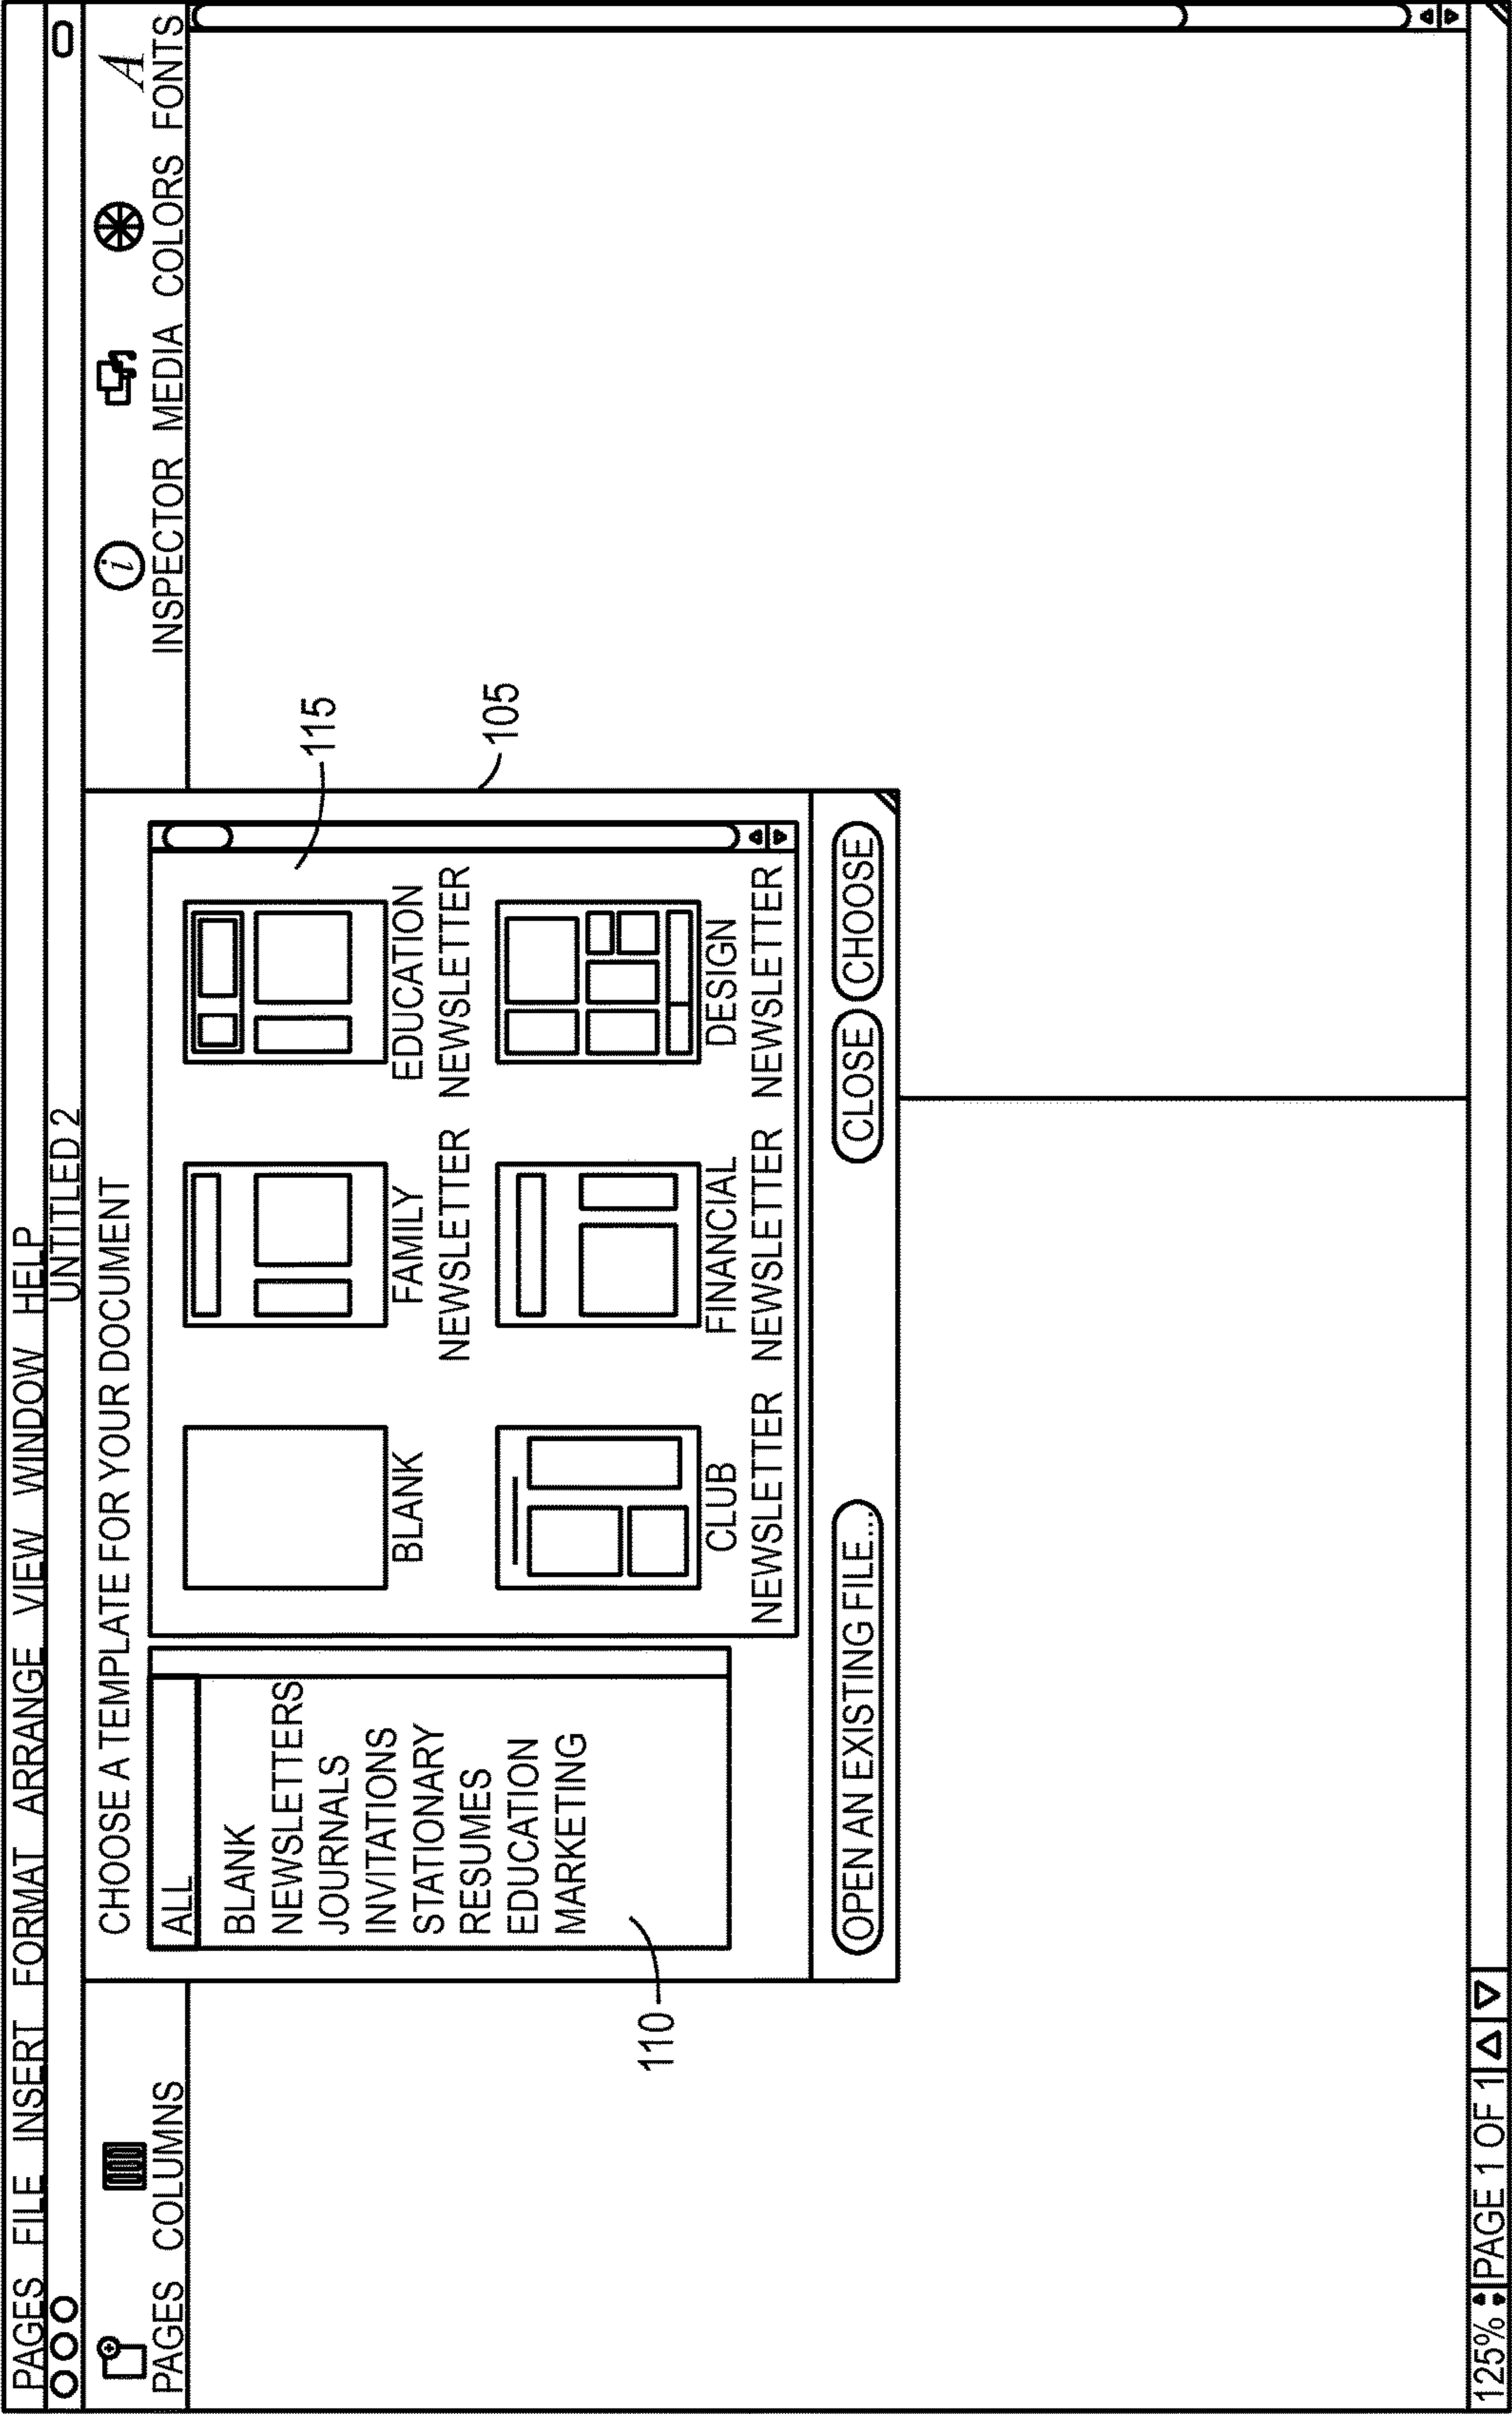 PAGES FILE INSERT FORMAT ARRANGE VIEW WINDOW HELP
UNTITLED 2
PAGES COLUMNS
INSPECTOR MEDIA COLORS FONTS
CHOOSE A TEMPLATE FOR YOUR DOCUMENT
ALL
BLANK
NEWSLETTERS
JOURNALS
INVITATIONS
STATIONARY
RESUMES
EDUCATION
MARKETING
110
BLANK
FAMILY
NEWSLETTER
EDUCATION
NEWSLETTER
115
CLUB
NEWSLETTER
FINANCIAL
NEWSLETTER
DESIGN
NEWSLETTER
105
OPEN AN EXISTING FILE...
CLOSE
CHOOSE
125% PAGE 1 OF 1